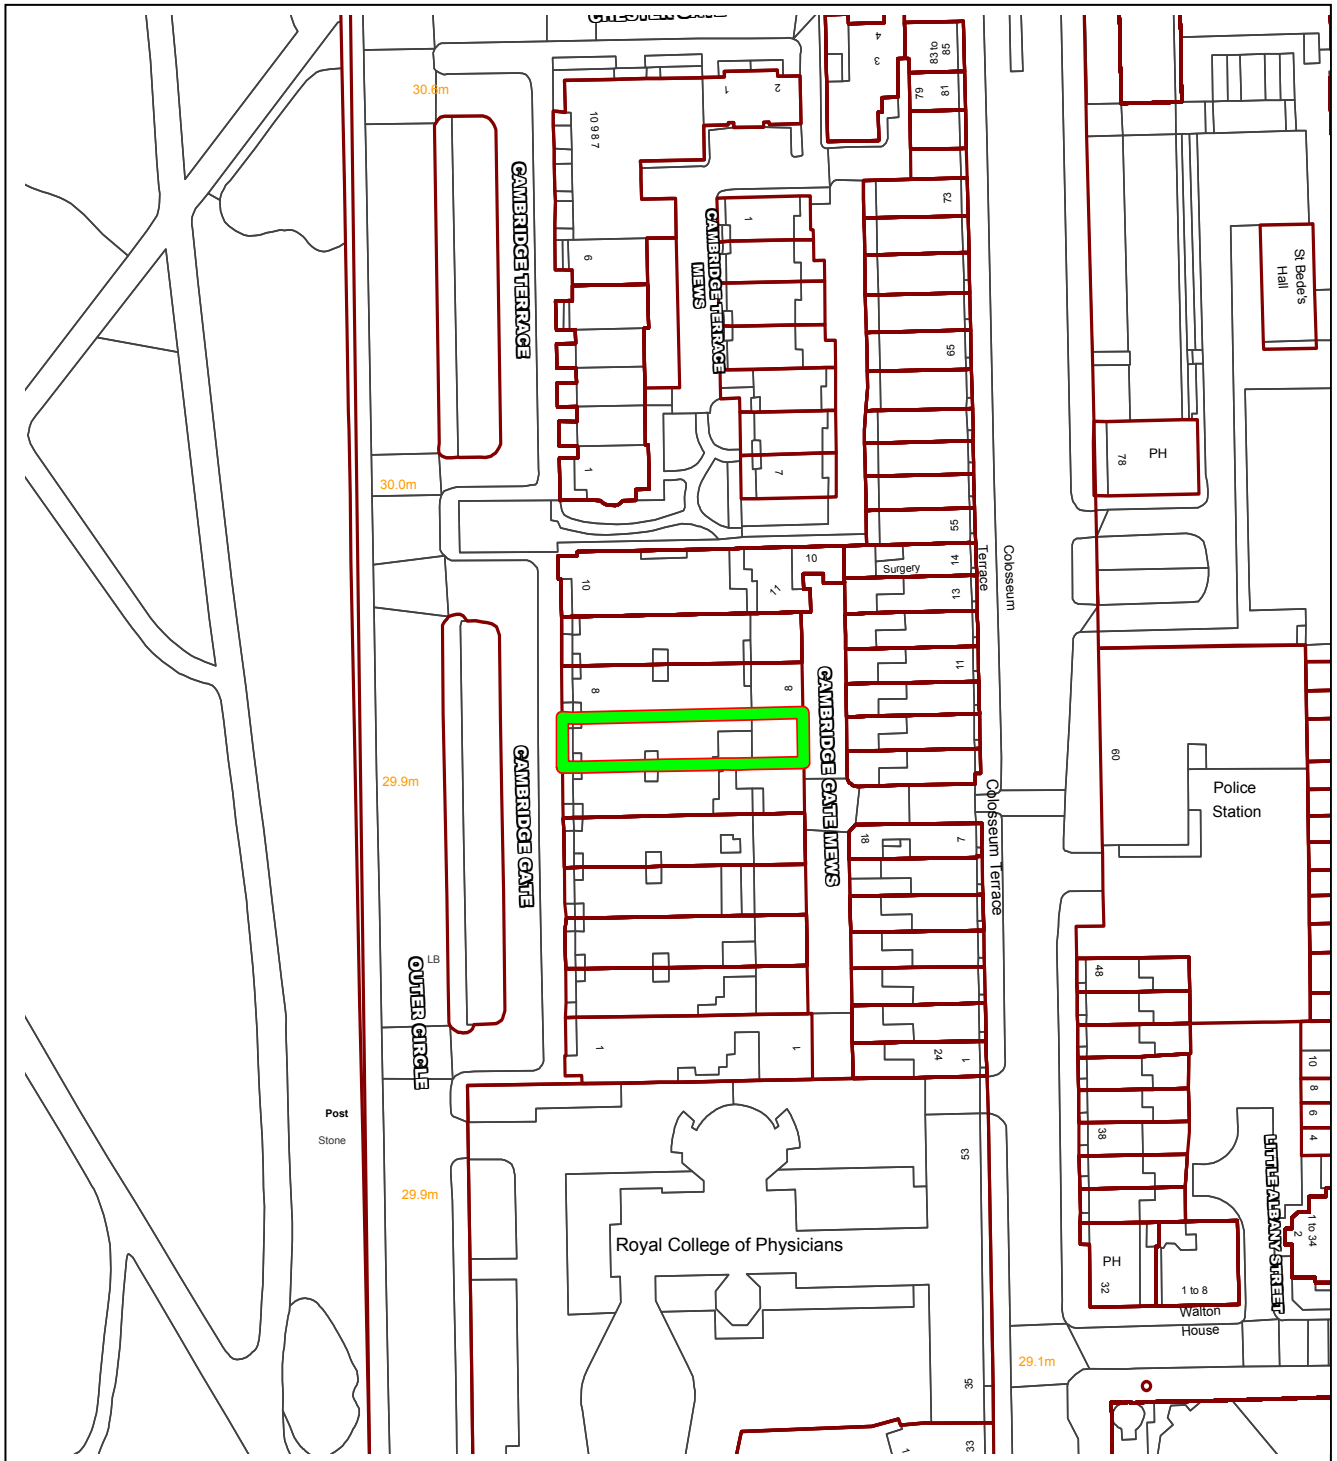 CHESTER GATE
4
3
83 to
85
30.6m
1
2
79
81
10 9 8 7
CAMBRIDGE TERRACE
73
CAMBRIDGE TERRACE
MEWS
1
6
St Bede's
Hall
65
PH
78
1
7
30.0m
55
Colosseum
Terrace
10
14
Surgery
10
11
13
11
8
8
CAMBRIDGE GATE MEWS
CAMBRIDGE GATE
29.9m
60
Police
Station
Colosseum Terrace
18
7
LB
OUTER CIRCLE
48
1
1
24
1
10
8
6
4
Post
Stone
38
53
LITTLE ALBANY STREET
29.9m
1 to 34
2
Royal College of Physicians
PH
32
1 to 8
Walton
House
29.1m
35
33
1